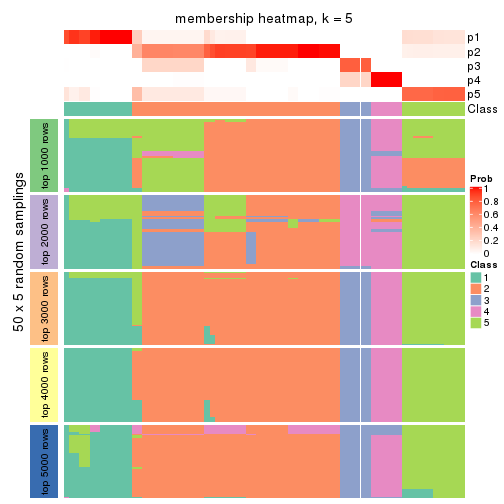 membership heatmap, k = 5
p1
p2
p3
p4
p5
Class
50 x 5 random samplings
top 1000 rows
top 2000 rows
top 3000 rows
top 4000 rows
top 5000 rows
Prob
1
0.8
0.6
0.4
0.2
0
Class
1
2
3
4
5